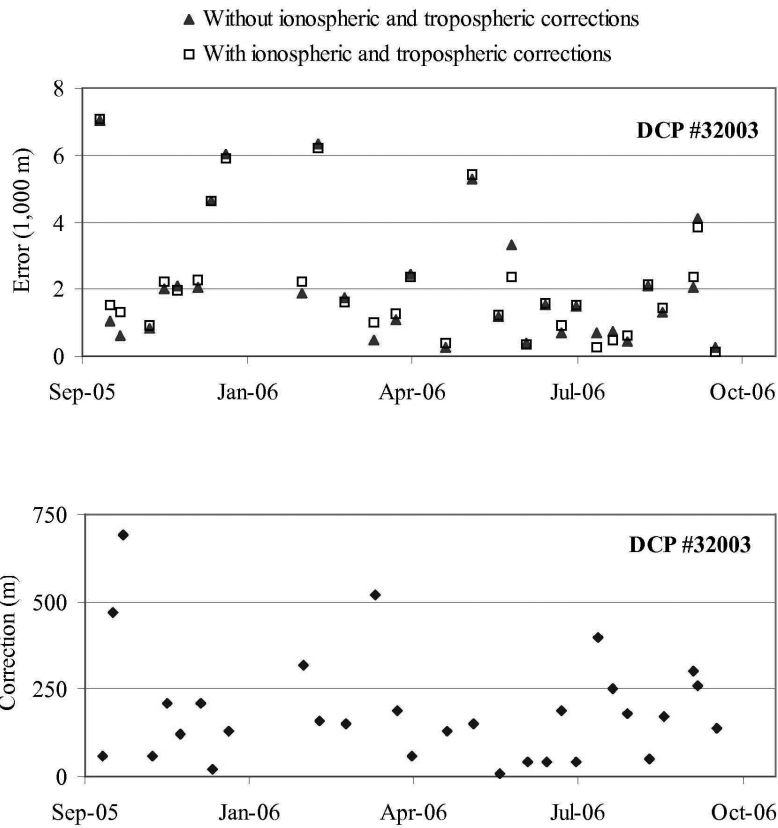 Without ionospheric and tropospheric corrections
With ionospheric and tropospheric corrections
8
DCP #32003
6
4
2
0
Error (1,000 m)
Sep-05 Jan-06 Apr-06 Jul-06 Oct-06
750
DCP #32003
500
250
0
Correction (m)
Sep-05 Jan-06 Apr-06 Jul-06 Oct-06